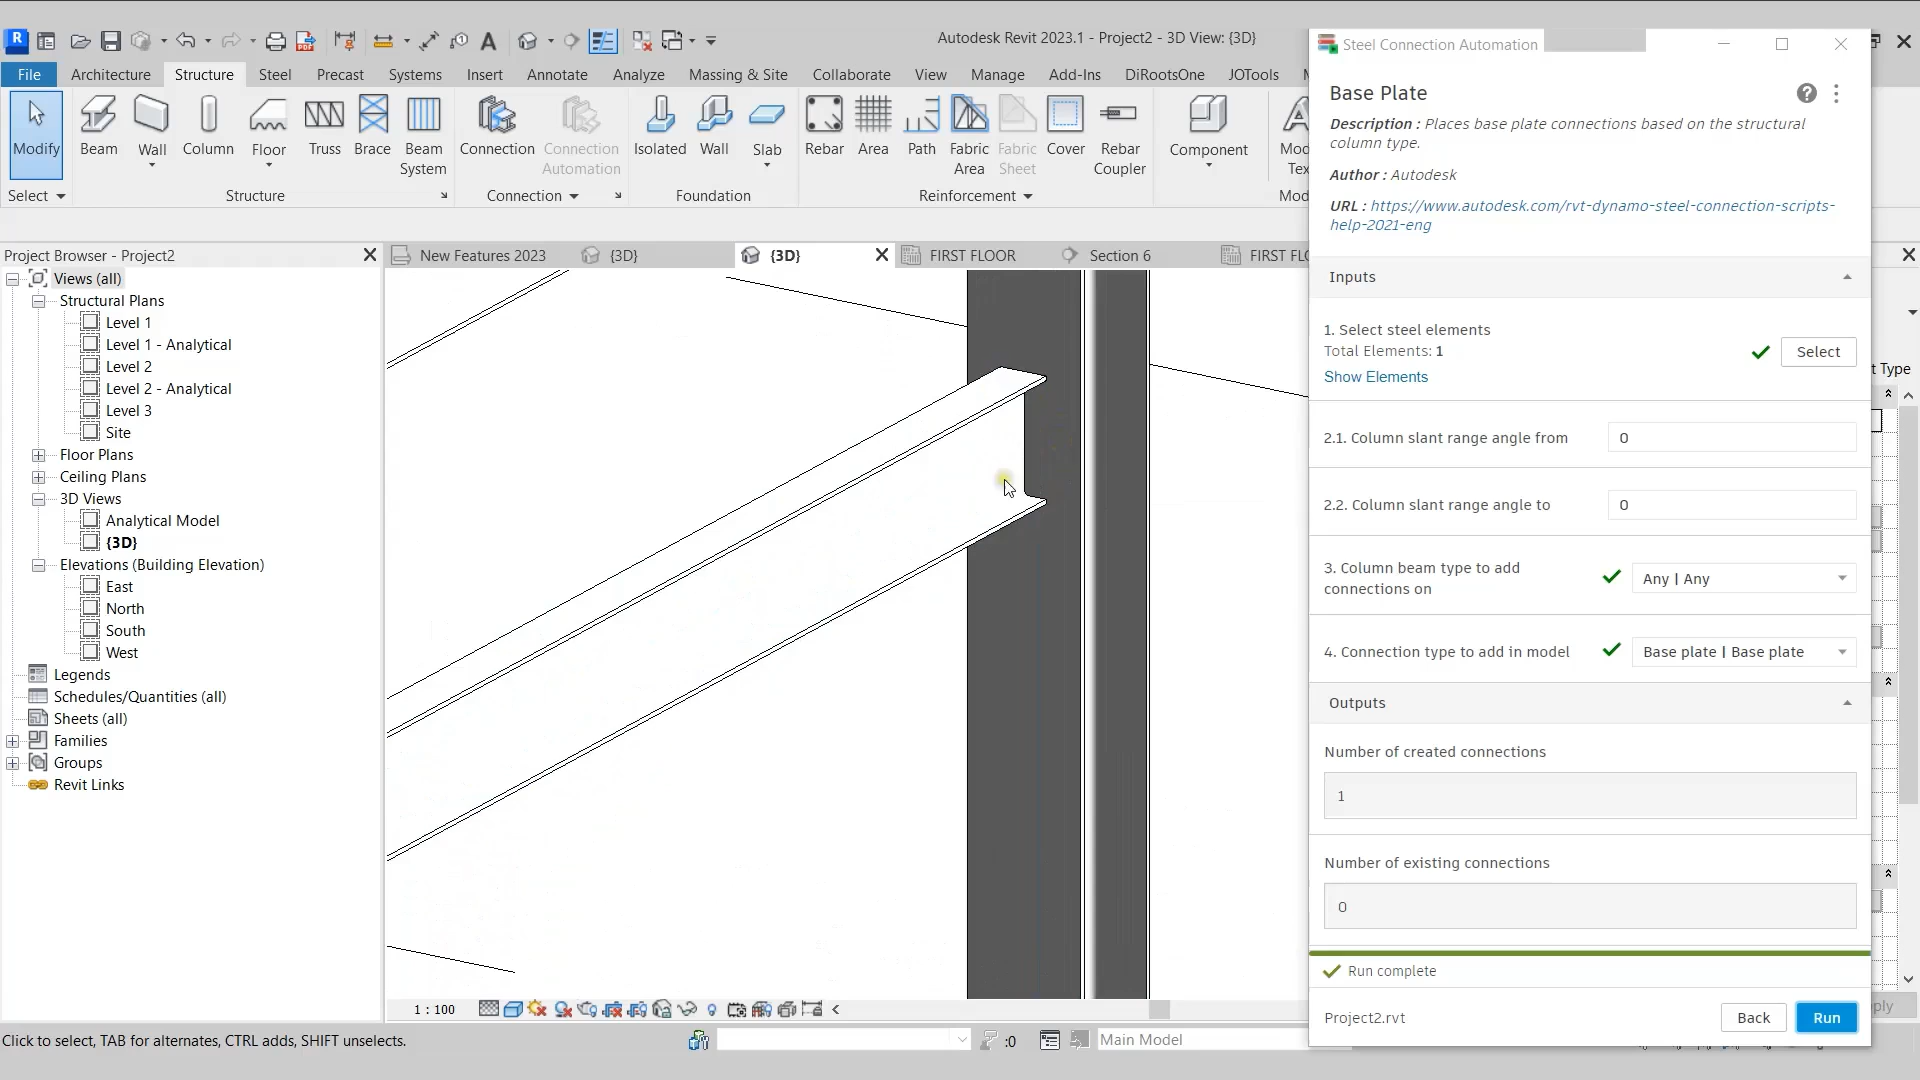 Autodesk Revit 2023.1 - Project2 - 3D View: {3D}
File
Architecture
Structure
Steel
Precast
Systems
Insert
Annotate
Analyze
Massing & Site
Collaborate
View
Manage
Add-Ins
DiRootsOne
JOTools
Modify
Beam
Wall
Column
Floor
Truss
Brace
Beam
System
Connection
Connection
Automation
Isolated
Wall
Slab
Rebar
Area
Path
Fabric
Area
Fabric
Sheet
Cover
Rebar
Coupler
Component
Select
Structure
Connection
Foundation
Reinforcement
Project Browser - Project2
New Features 2023
{3D}
{3D}
FIRST FLOOR
Section 6
FIRST FL
Views (all)
Structural Plans
Level 1
Level 1 - Analytical
Level 2
Level 2 - Analytical
Level 3
Site
Floor Plans
Ceiling Plans
3D Views
Analytical Model
{3D}
Elevations (Building Elevation)
East
North
South
West
Legends
Schedules/Quantities (all)
Sheets (all)
Families
Groups
Revit Links
1 : 100
Click to select, TAB for alternates, CTRL adds, SHIFT unselects.
:0
Main Model
Steel Connection Automation
Base Plate
Description : Places base plate connections based on the structural
column type.
Author : Autodesk
URL : https://www.autodesk.com/rvt-dynamo-steel-connection-scripts-
help-2021-eng
Inputs
1. Select steel elements
Total Elements: 1
Select
Show Elements
2.1. Column slant range angle from
0
2.2. Column slant range angle to
0
3. Column beam type to add
connections on
Any | Any
4. Connection type to add in model
Base plate | Base plate
Outputs
Number of created connections
1
Number of existing connections
0
Run complete
Project2.rvt
Back
Run
t Type